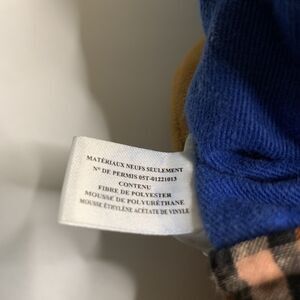 MATÉRIAUX NEUFS SEULEMENT
N° DE PERMIS 05T-01221013
CONTENU
FIBRE DE POLYESTER
MOUSSE DE POLYURÉTHANE
MOUSSE ÉTHYLÈNE ACÉTATE DE VINYLE